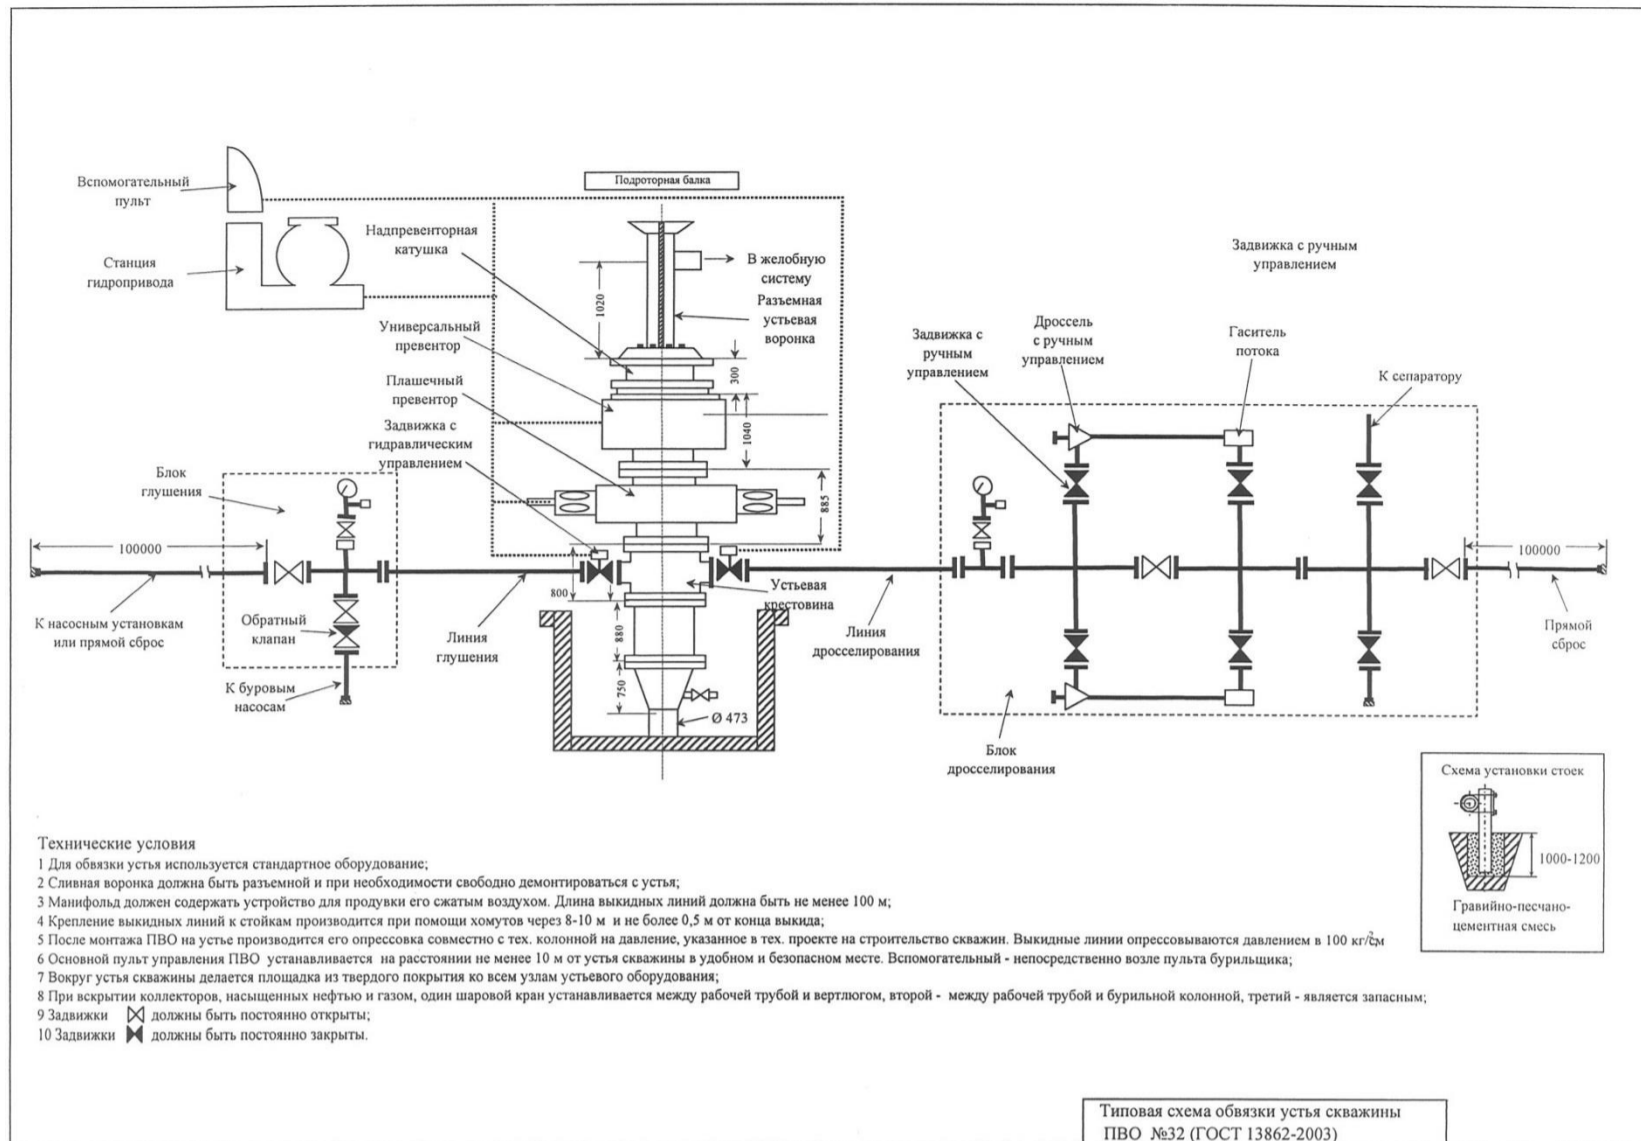 Вспомогательный
пульт
Станция
гидропривода
Подроторная балка
Надпревенторная
катушка
В желобную
систему
Разъемная
устьевая
воронка
1020
300
Универсальный
превентор
Плашечный
превентор
1040
Задвижка с
гидравлическим
управлением
885
Блок
глушения
100000
К насосным установкам
или прямой сброс
Обратный
клапан
К буровым
насосам
Линия
глушения
800
Устьевая
крестовина
880
750
Ø 473
Линия
дросселирования
Задвижка с ручным
управлением
Задвижка с
ручным
управлением
Дроссель
с ручным
управлением
Гаситель
потока
К сепаратору
100000
Прямой
сброс
Блок
дросселирования
Схема установки стоек
1000-1200
Гравийно-песчано-
цементная смесь
Технические условия
1 Для обвязки устья используется стандартное оборудование;
2 Сливная воронка должна быть разъемной и при необходимости свободно демонтироваться с устья;
3 Манифольд должен содержать устройство для продувки его сжатым воздухом. Длина выкидных линий должна быть не менее 100 м;
4 Крепление выкидных линий к стойкам производится при помощи хомутов через 8-10 м и не более 0,5 м от конца выкида;
5 После монтажа ПВО на устье производится его опрессовка совместно с тех. колонной на давление, указанное в тех. проекте на строительство скважин. Выкидные линии опрессовываются давлением в 100 кг/см²
6 Основной пульт управления ПВО устанавливается на расстоянии не менее 10 м от устья скважины в удобном и безопасном месте. Вспомогательный - непосредственно возле пульта бурильщика;
7 Вокруг устья скважины делается площадка из твердого покрытия ко всем узлам устьевого оборудования;
8 При вскрытии коллекторов, насыщенных нефтью и газом, один шаровой кран устанавливается между рабочей трубой и вертлюгом, второй - между рабочей трубой и бурильной колонной, третий - является запасным;
9 Задвижки должны быть постоянно открыты;
10 Задвижки должны быть постоянно закрыты.
Типовая схема обвязки устья скважины
ПВО №32 (ГОСТ 13862-2003)